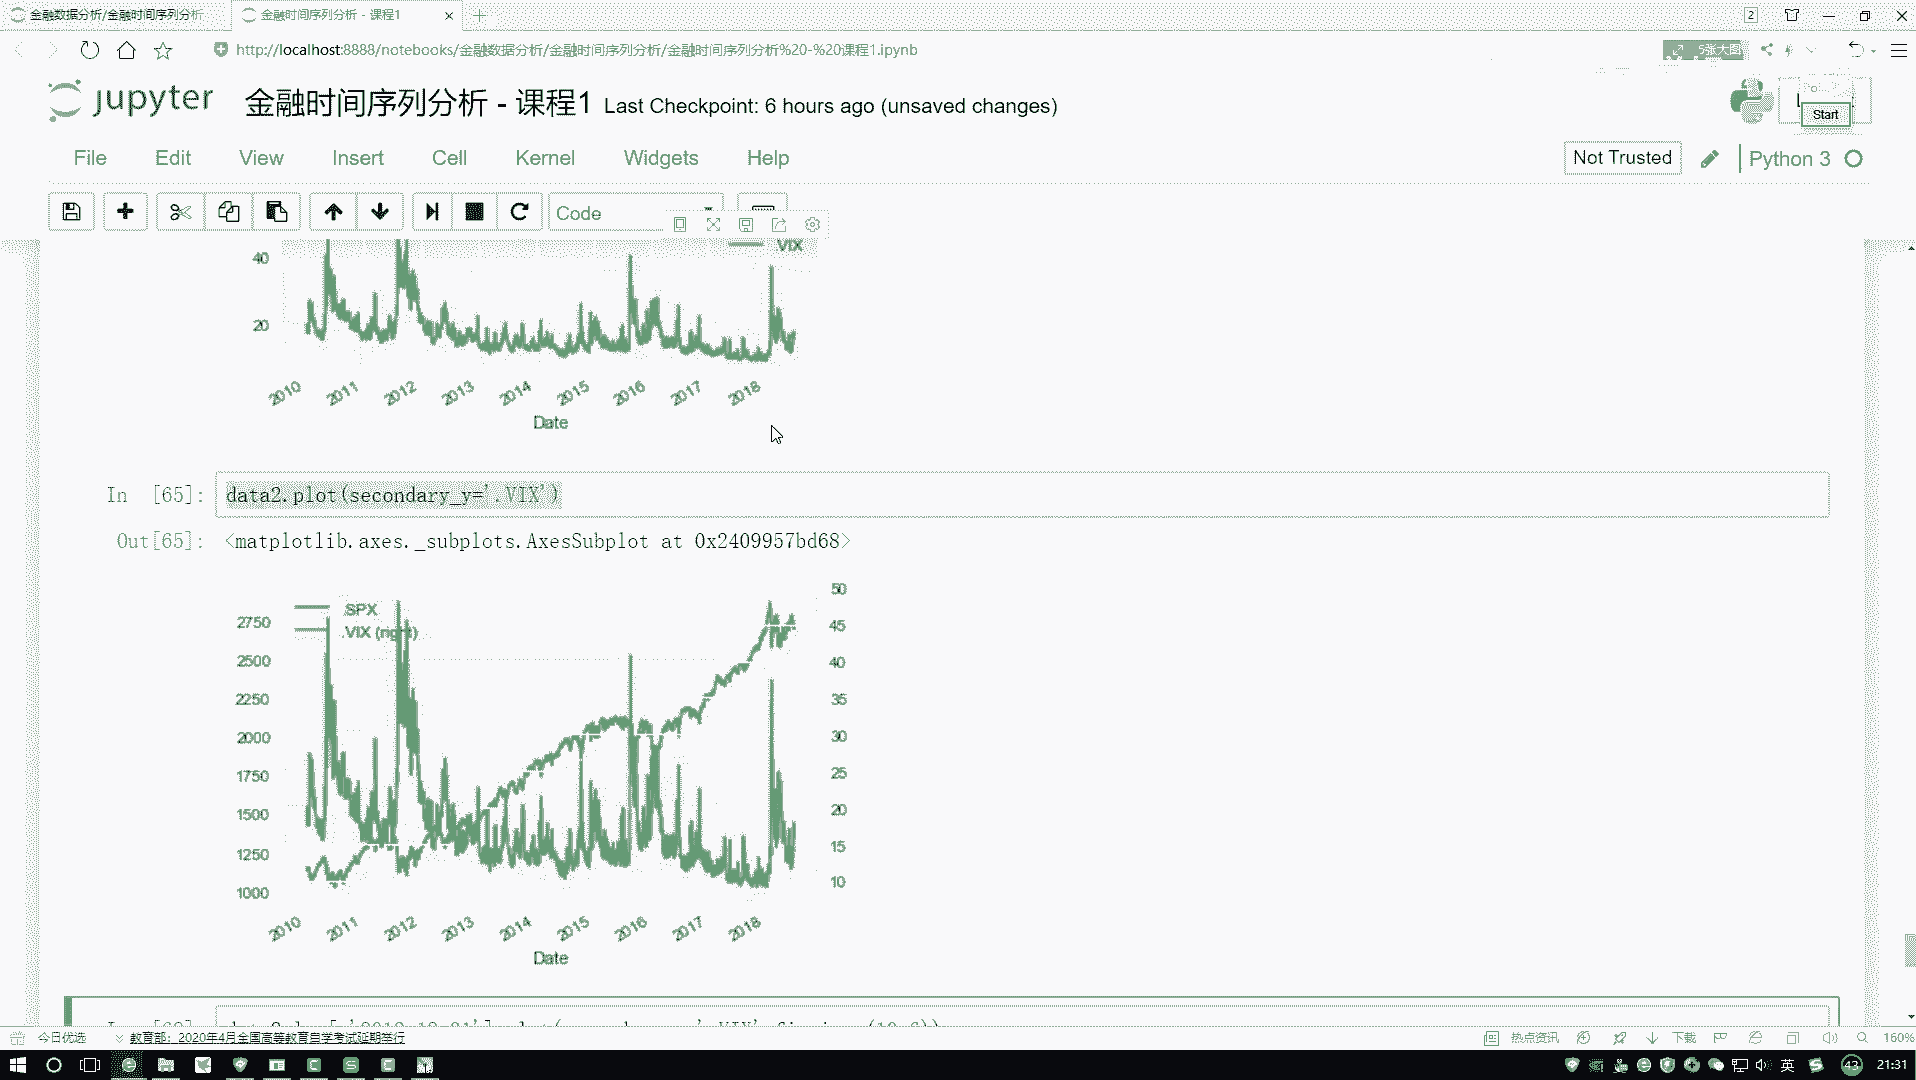 金融数据分析/金融时间序列分析
金融时间序列分析 - 课程1
2
http://localhost:8888/notebooks/金融数据分析/金融时间序列分析/金融时间序列分析%20-%20课程1.ipynb
5张大图
jupyter 金融时间序列分析 - 课程1 Last Checkpoint: 6 hours ago (unsaved changes)
Start
File Edit View Insert Cell Kernel Widgets Help
Not Trusted
Python 3
Code
.VIX
40
20
2010 2011 2012 2013 2014 2015 2016 2017 2018
Date
In [65]: data2.plot(secondary_y='.VIX')
Out[65]: <matplotlib.axes._subplots.AxesSubplot at 0x2409957bd68>
.SPX
.VIX (right)
2750
2500
2250
2000
1750
1500
1250
1000
50
45
40
35
30
25
20
15
10
2010 2011 2012 2013 2014 2015 2016 2017 2018
Date
今日优选
教育部：2020年4月全国高等教育自学考试延期举行
热点资讯
下载
160%
英
43
21:31